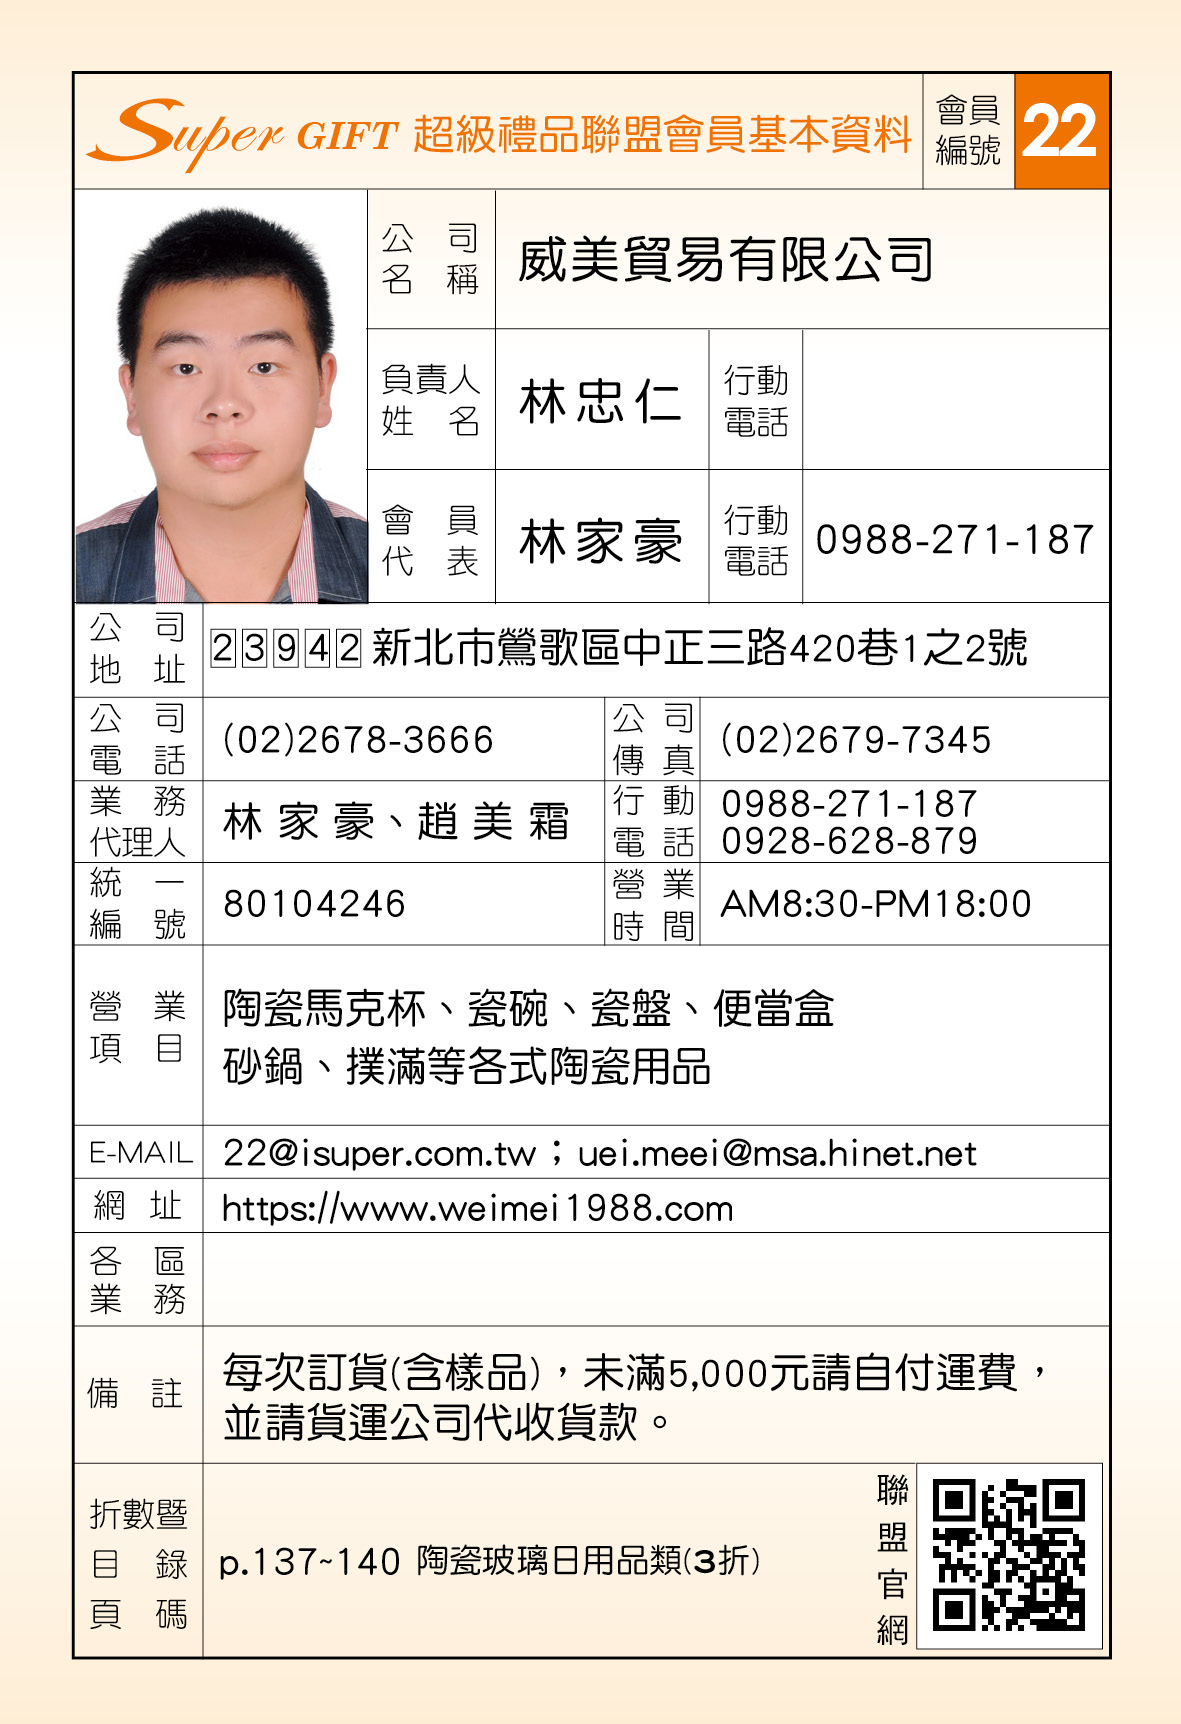 Super GIFT 超級禮品聯盟會員基本資料 會員編號 22
公司名稱 威美貿易有限公司
負責人姓名 林忠仁 行動電話
會員代表 林家豪 行動電話 0988-271-187
公司地址 23942 新北市鶯歌區中正三路420巷1之2號
公司電話 (02)2678-3666 公司傳真 (02)2679-7345
業務代理人 林家豪、趙美霜 行動電話 0988-271-187
0928-628-879
統一編號 80104246 營業時間 AM8:30-PM18:00
營業項目 陶瓷馬克杯、瓷碗、瓷盤、便當盒
砂鍋、撲滿等各式陶瓷用品
E-MAIL 22@isuper.com.tw；uei.meei@msa.hinet.net
網址 https://www.weimei1988.com
各區業務
備註 每次訂貨(含樣品)，未滿5,000元請自付運費，
並請貨運公司代收貨款。
折數暨目錄頁碼 p.137~140 陶瓷玻璃日用品類(3折)
聯盟官網